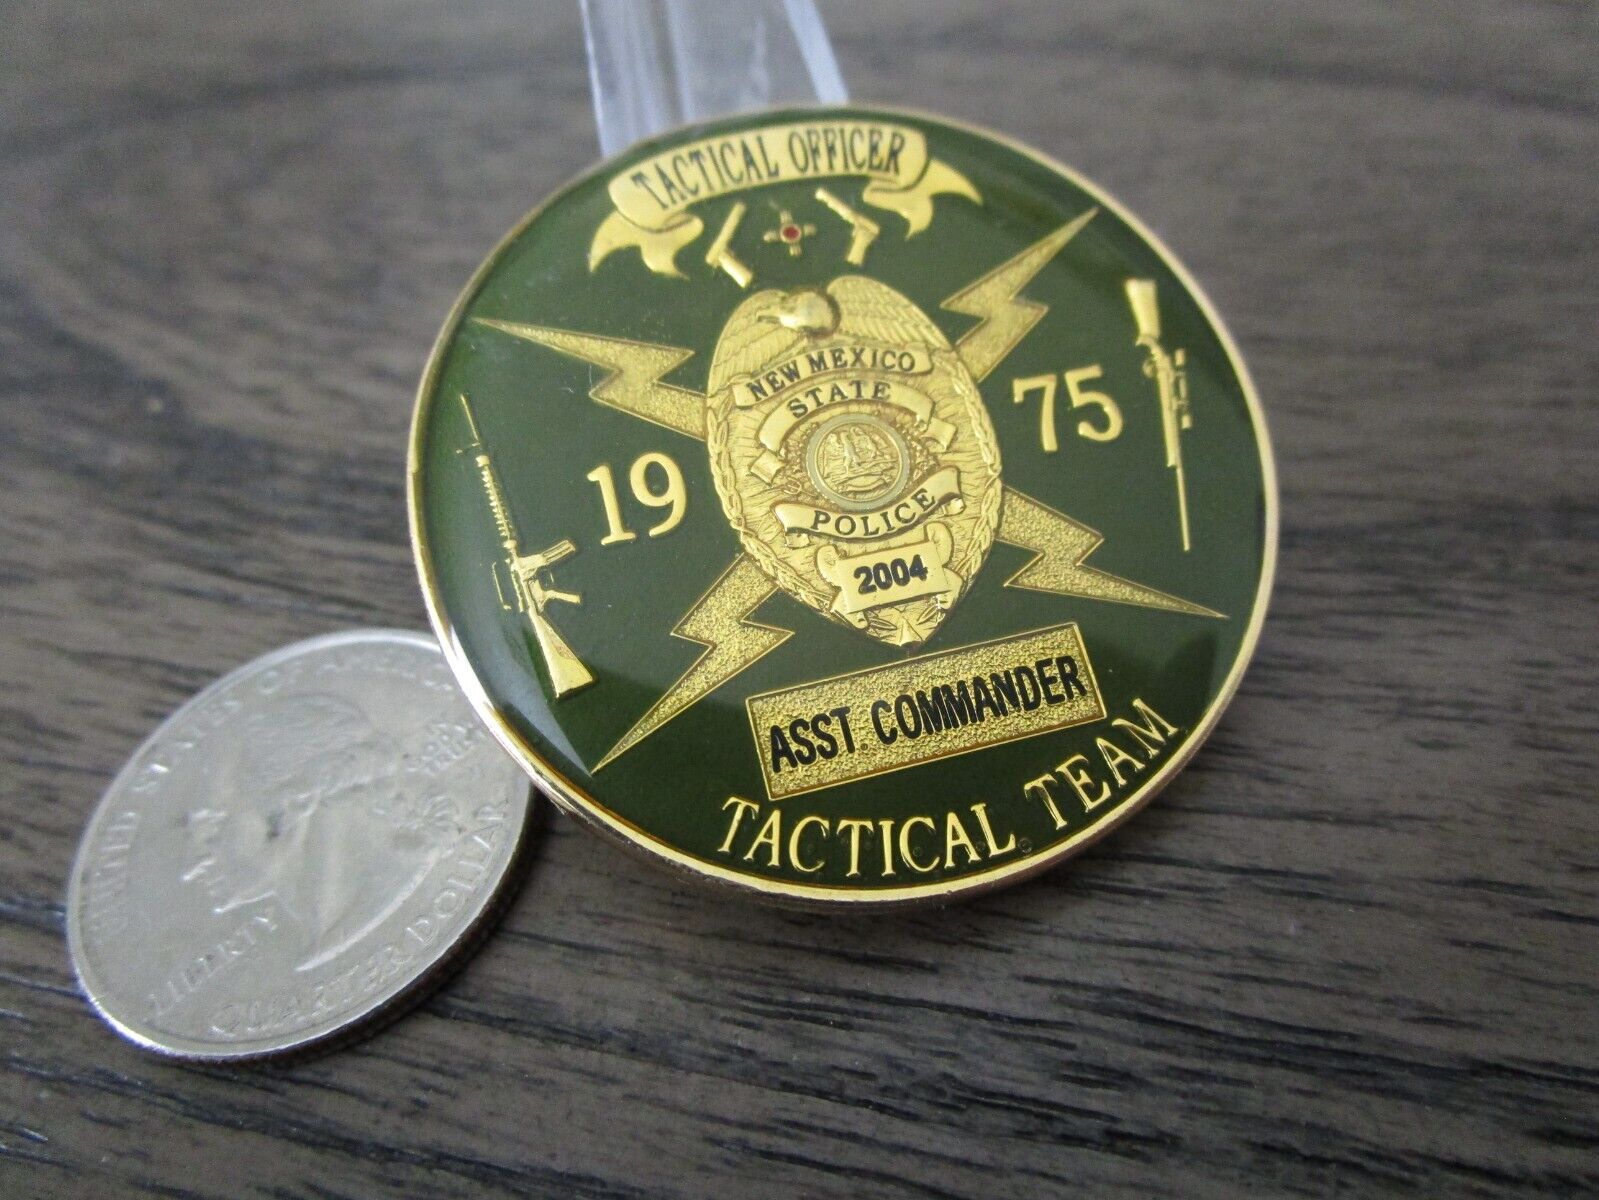 TACTICAL OFFICER
19 75
NEW MEXICO
STATE
POLICE
2004
ASST. COMMANDER
TACTICAL TEAM
UNITED STATES OF AMERICA
LIBERTY
QUARTER DOLLAR